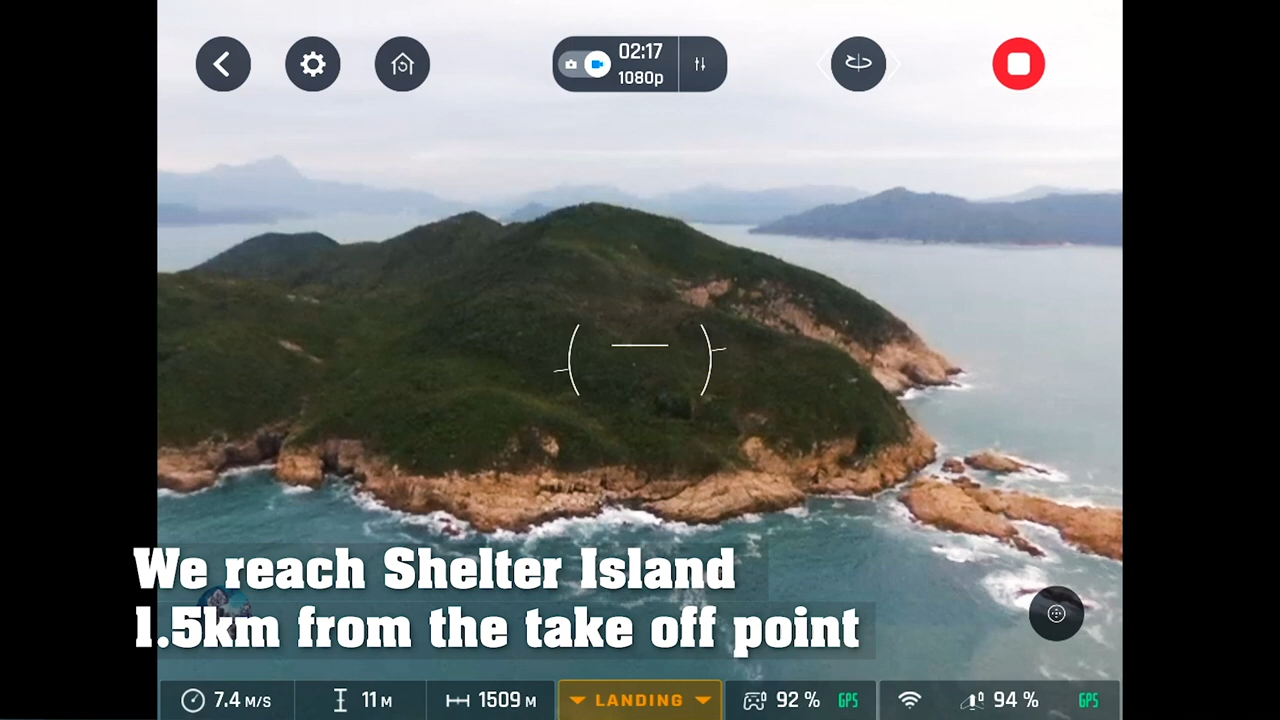 02:17
1080p
We reach Shelter Island
1.5km from the take off point
7.4 M/S
11 M
1509 M
LANDING
92 %
GPS
94 %
GPS